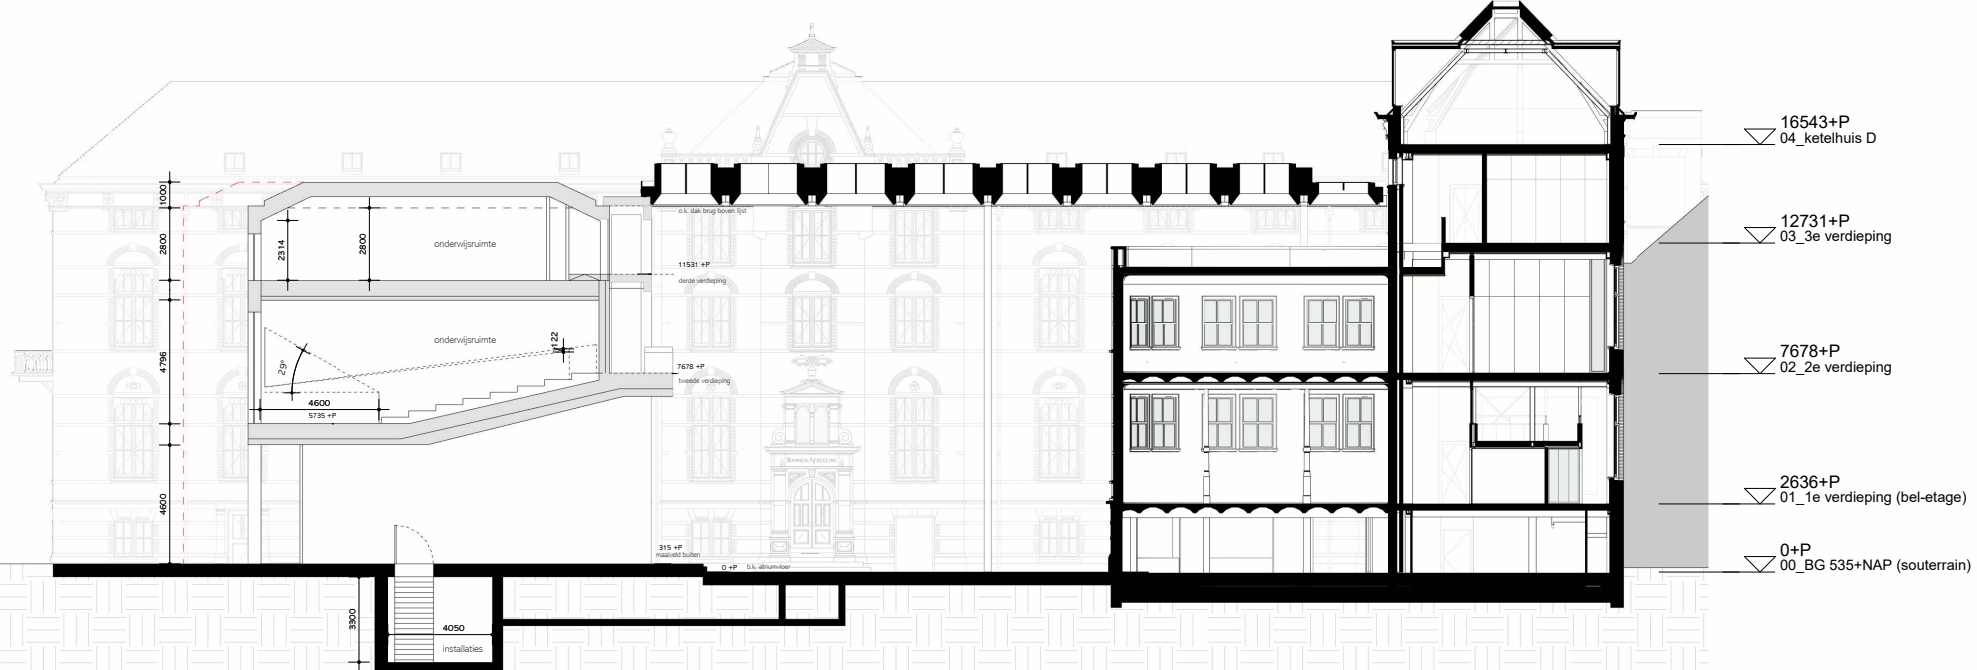 16543+P
04_ketelhuis D
1000
o.k. dak brug boven lijst
12731+P
03_3e verdieping
2800
2314
2800
onderwijsruimte
11531 +P
derde verdieping
onderwijsruimte
122
29°
4796
7678 +P
tweede verdieping
7678+P
02_2e verdieping
4600
5735 +P
BANKEN AFDEELING
2636+P
01_1e verdieping (bel-etage)
4600
315 +P
maaiveld buiten
0 +P b.k. atriumvloer
0+P
00_BG 535+NAP (souterrain)
3300
4050
installaties